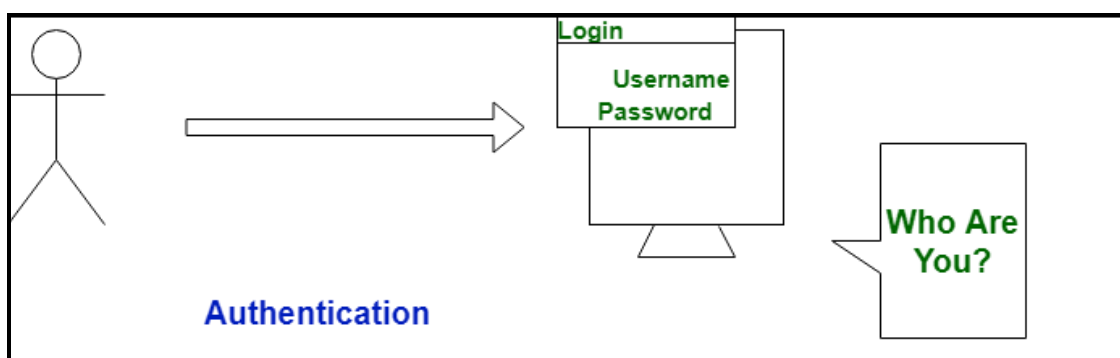 Login
Username
Password
Who Are
You?
Authentication